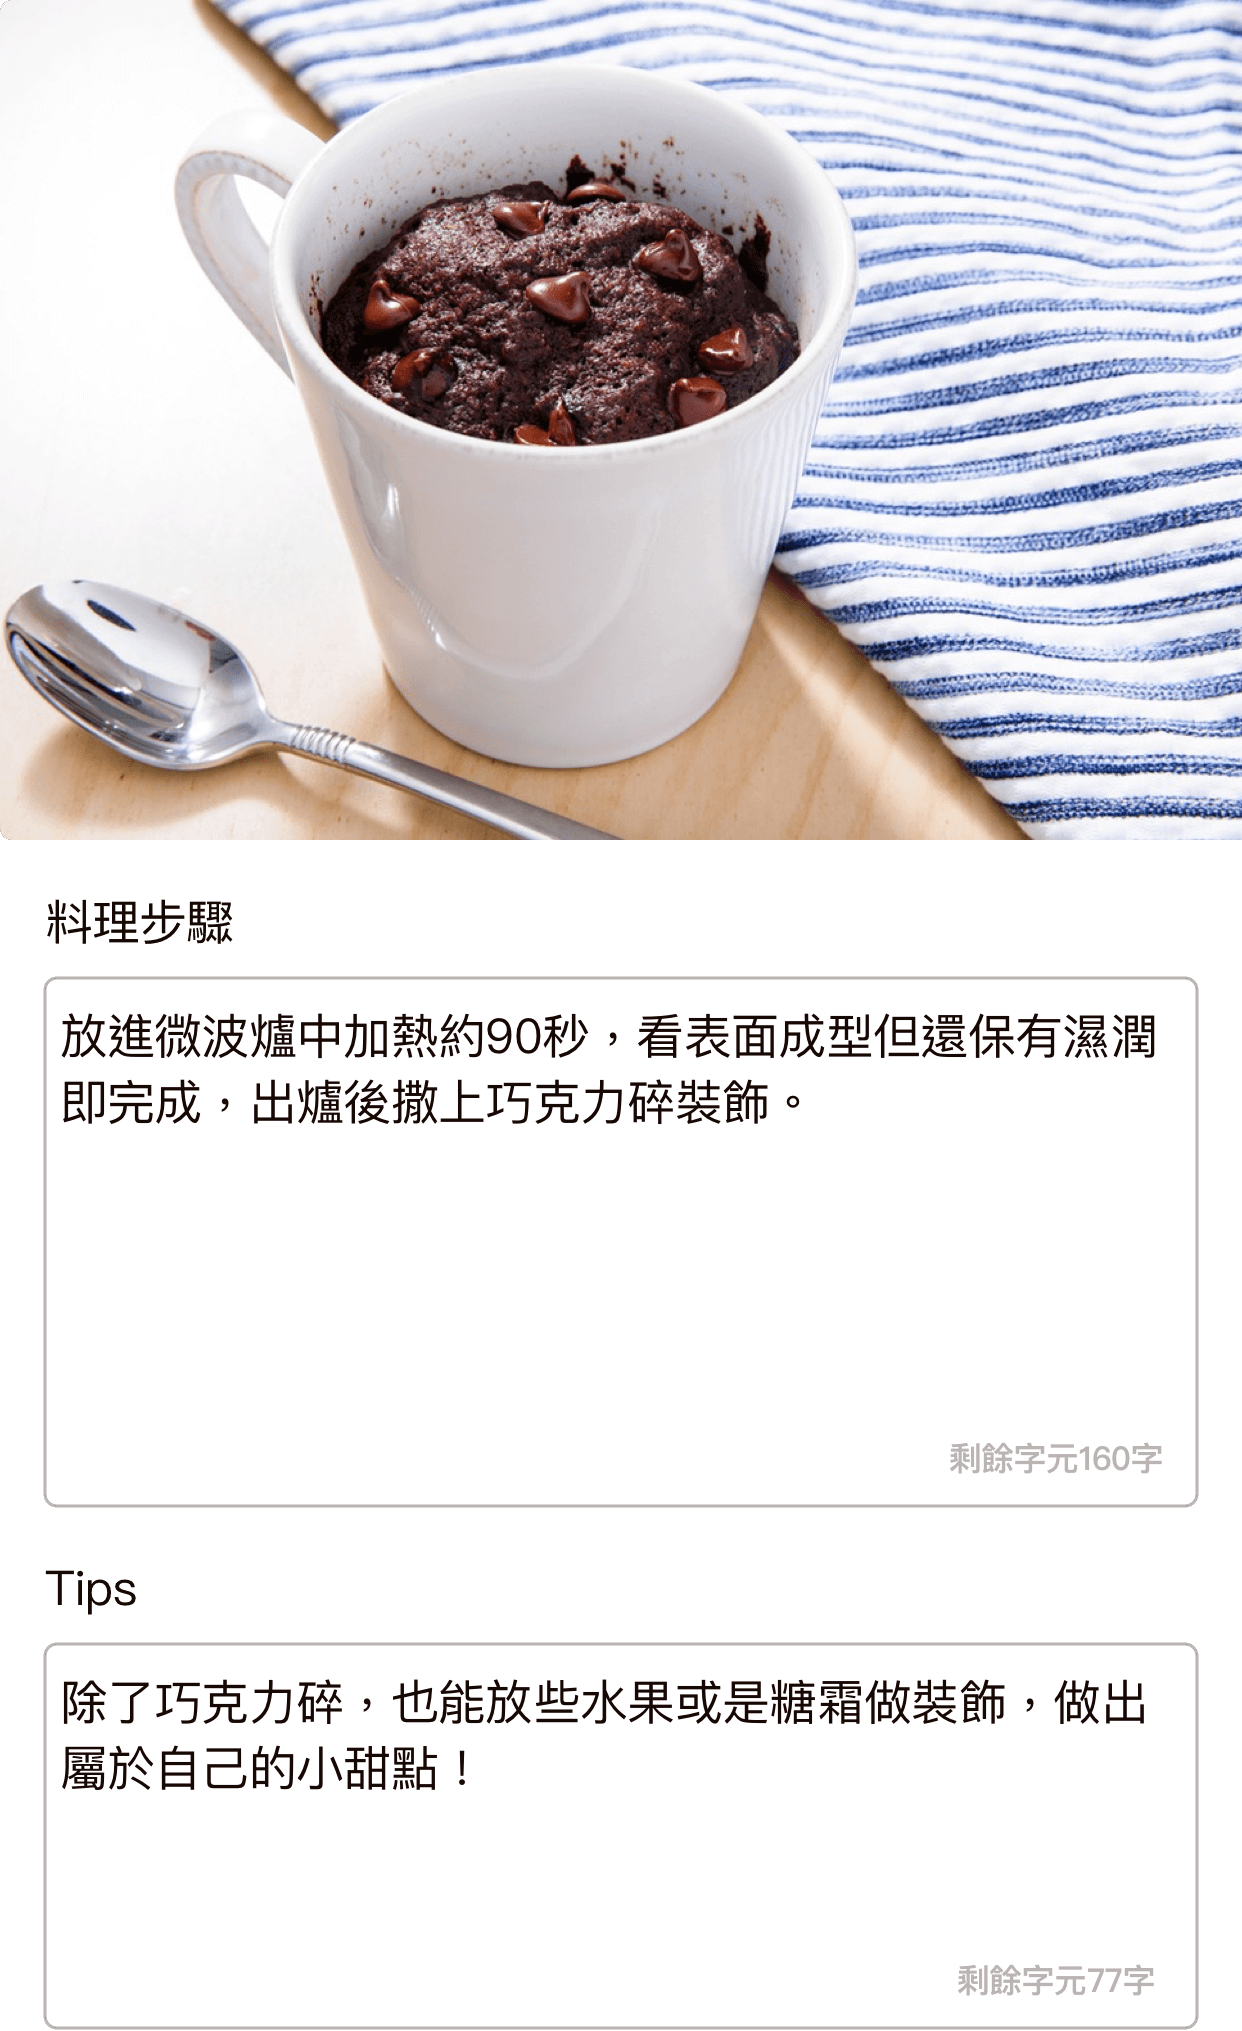 料理步驟
放進微波爐中加熱約90秒，看表面成型但還保有濕潤
即完成，出爐後撒上巧克力碎裝飾。
剩餘字元160字
Tips
除了巧克力碎，也能放些水果或是糖霜做裝飾，做出
屬於自己的小甜點！
剩餘字元77字